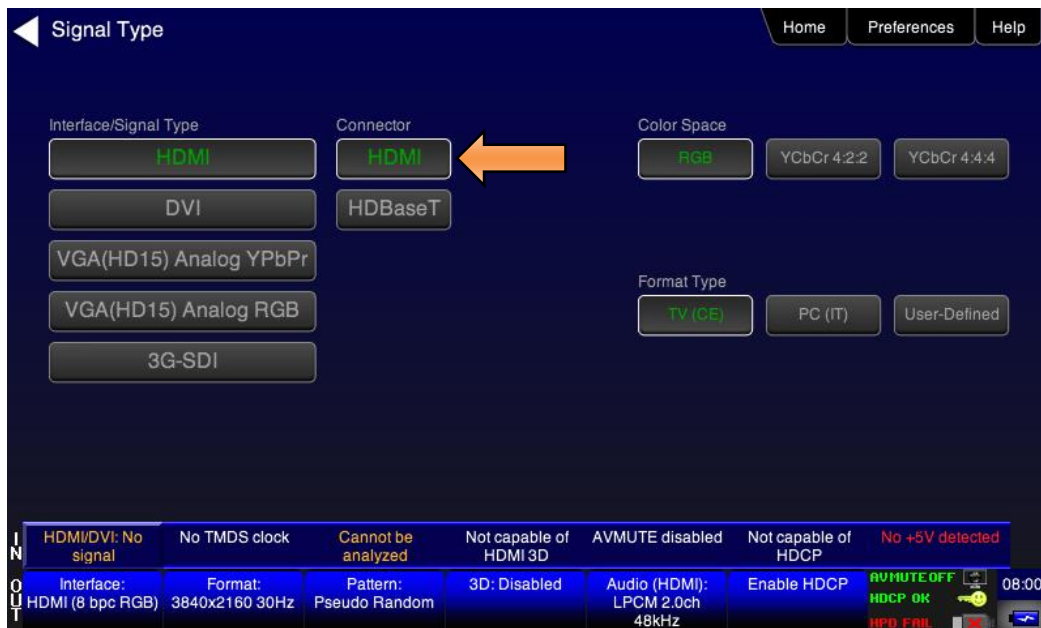 Signal Type
Home
Preferences
Help
Interface/Signal Type
Connector
Color Space
HDMI
HDMI
RGB
YCbCr 4:2:2
YCbCr 4:4:4
DVI
HDBaseT
VGA(HD15) Analog YPbPr
Format Type
VGA(HD15) Analog RGB
TV (CE)
PC (IT)
User-Defined
3G-SDI
IN
HDMI/DVI: No
signal
No TMDS clock
Cannot be
analyzed
Not capable of
HDMI 3D
AVMUTE disabled
Not capable of
HDCP
No +5V detected
OUT
Interface:
HDMI (8 bpc RGB)
Format:
3840x2160 30Hz
Pattern:
Pseudo Random
3D: Disabled
Audio (HDMI):
LPCM 2.0ch
48kHz
Enable HDCP
AVMUTEOFF
HDCP OK
HPD FAIL
08:00